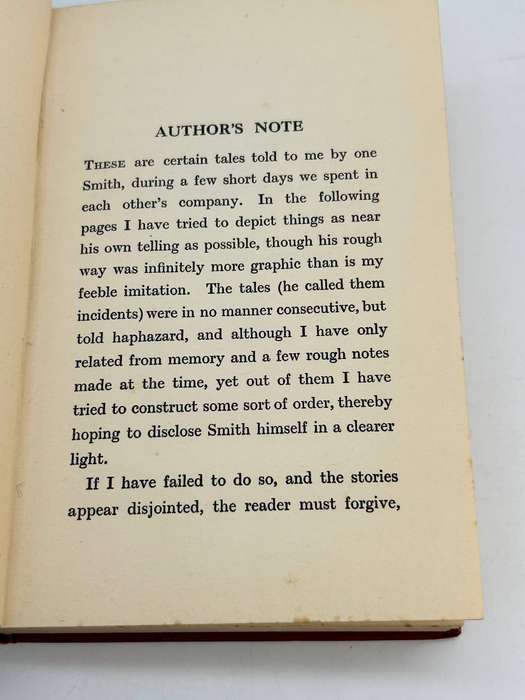 AUTHOR'S NOTE
THESE are certain tales told to me by one
Smith, during a few short days we spent in
each other's company. In the following
pages I have tried to depict things as near
his own telling as possible, though his rough
way was infinitely more graphic than is my
feeble imitation. The tales (he called them
incidents) were in no manner consecutive, but
told haphazard, and although I have only
related from memory and a few rough notes
made at the time, yet out of them I have
tried to construct some sort of order, thereby
hoping to disclose Smith himself in a clearer
light.
If I have failed to do so, and the stories
appear disjointed, the reader must forgive,